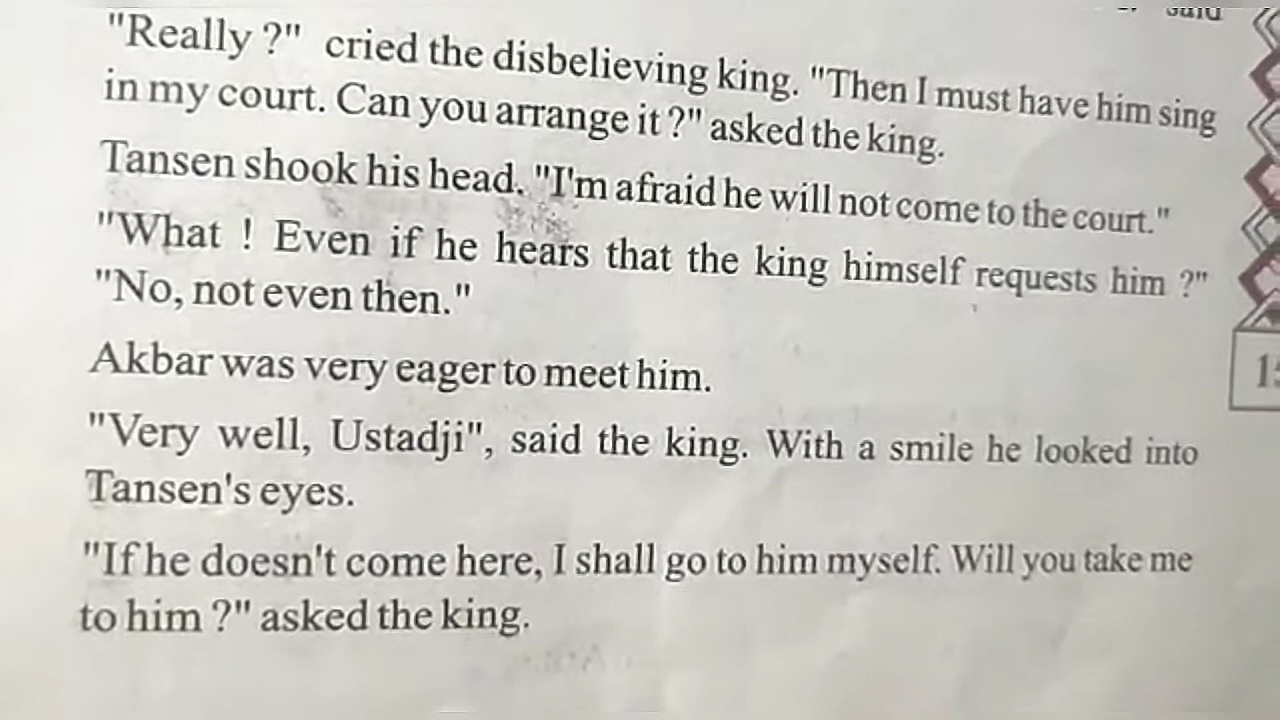 "Really ?" cried the disbelieving king. "Then I must have him sing
in my court. Can you arrange it ?" asked the king.
Tansen shook his head. "I'm afraid he will not come to the court."
"What ! Even if he hears that the king himself requests him ?"
"No, not even then."
Akbar was very eager to meet him.
"Very well, Ustadji", said the king. With a smile he looked into
Tansen's eyes.
"If he doesn't come here, I shall go to him myself. Will you take me
to him ?" asked the king.